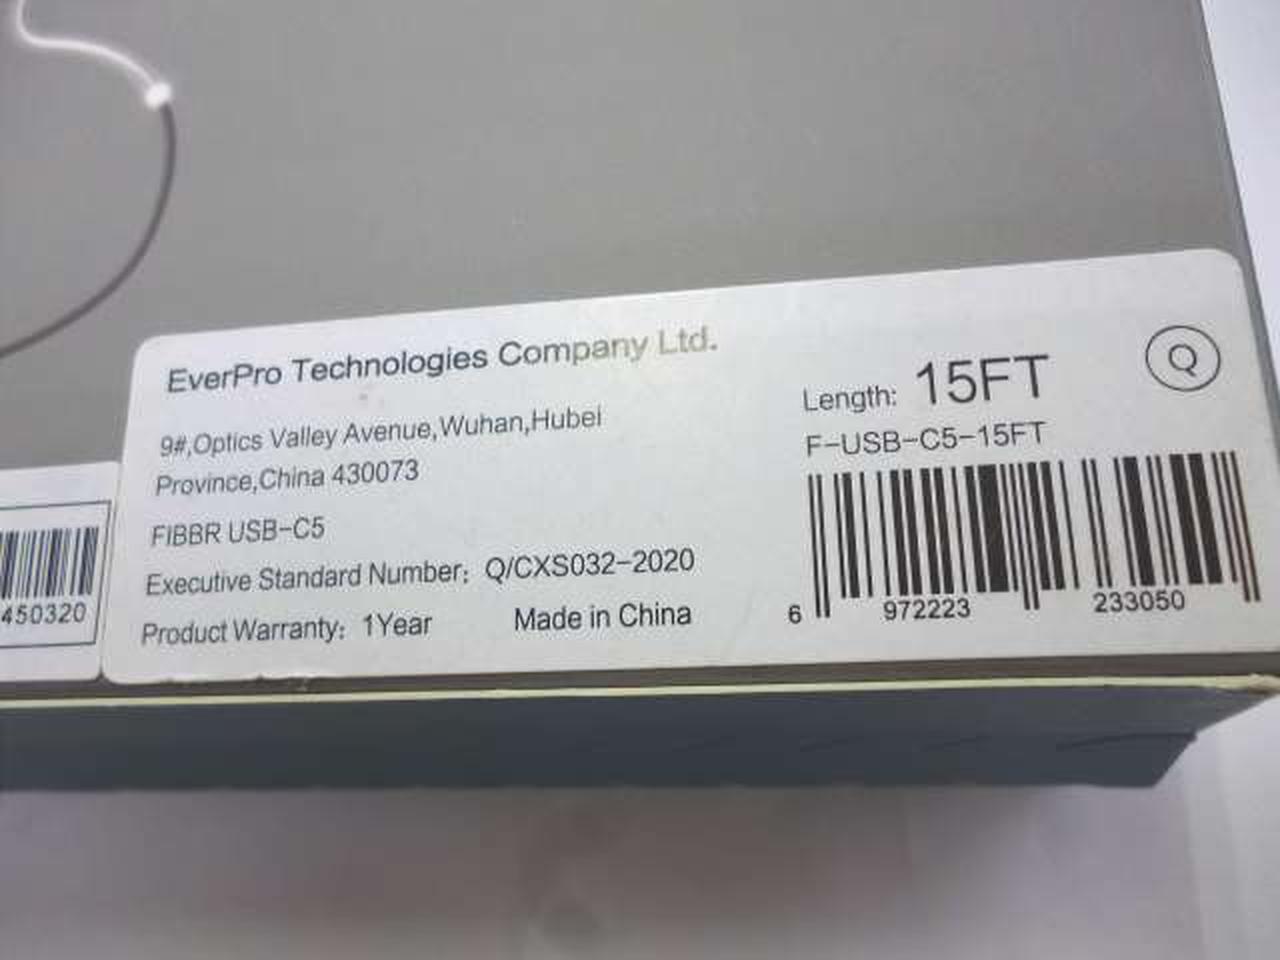 EverPro Technologies Company Ltd.
9#,Optics Valley Avenue,Wuhan,Hubei
Province,China 430073
FIBBR USB-C5
Executive Standard Number: Q/CXS032-2020
Product Warranty: 1Year
Made in China
Length: 15FT
F-USB-C5-15FT
Q
6 972223 233050
450320